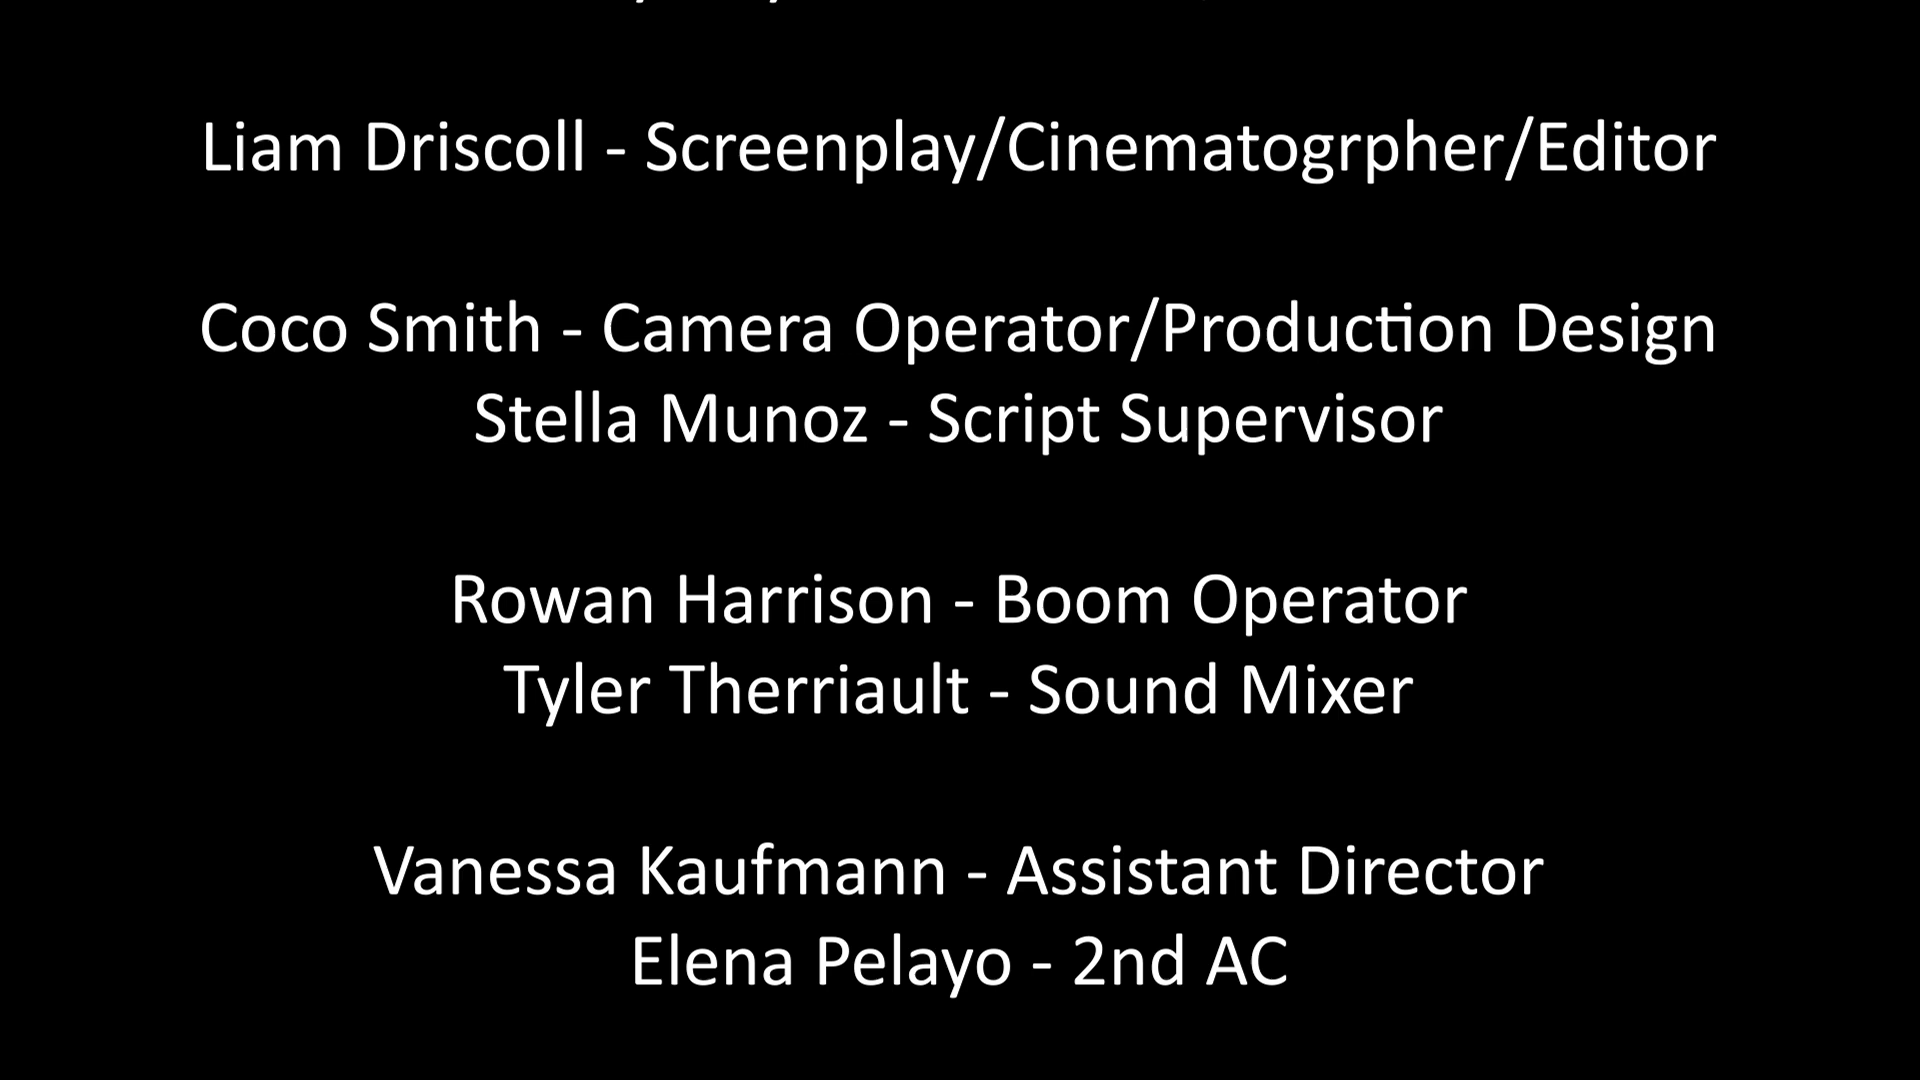 Liam Driscoll - Screenplay/Cinematogrpher/Editor
Coco Smith - Camera Operator/Production Design
Stella Munoz - Script Supervisor
Rowan Harrison - Boom Operator
Tyler Therriault - Sound Mixer
Vanessa Kaufmann - Assistant Director
Elena Pelayo - 2nd AC